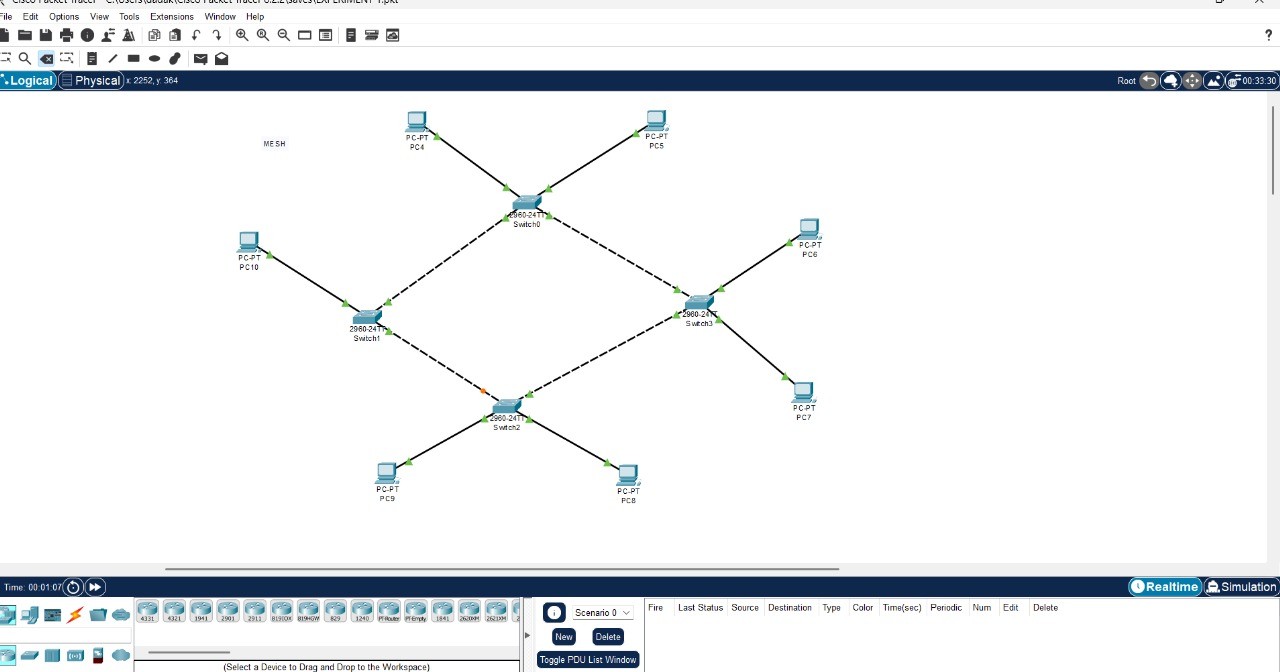 Cisco Packet Tracer - C:\Users\dadak\Cisco Packet Tracer 8.2.2\saves\EXPERIMENT 1.pkt
File Edit Options View Tools Extensions Window Help
Logical Physical x: 2252, y: 364 Root 00:33:30
MESH
PC-PT
PC4
PC-PT
PC5
2960-24TT
Switch0
PC-PT
PC10
PC-PT
PC6
2960-24TT
Switch1
2960-24TT
Switch3
PC-PT
PC7
2960-24TT
Switch2
PC-PT
PC9
PC-PT
PC8
Time: 00:01:07 Realtime Simulation
4331 4321 1941 2901 2911 819IOX 819HGW 829 1240 PT-Router PT-Empty 1841 2620XM 2621XM 2
Scenario 0
New Delete
Toggle PDU List Window
Fire Last Status Source Destination Type Color Time(sec) Periodic Num Edit Delete
(Select a Device to Drag and Drop to the Workspace)